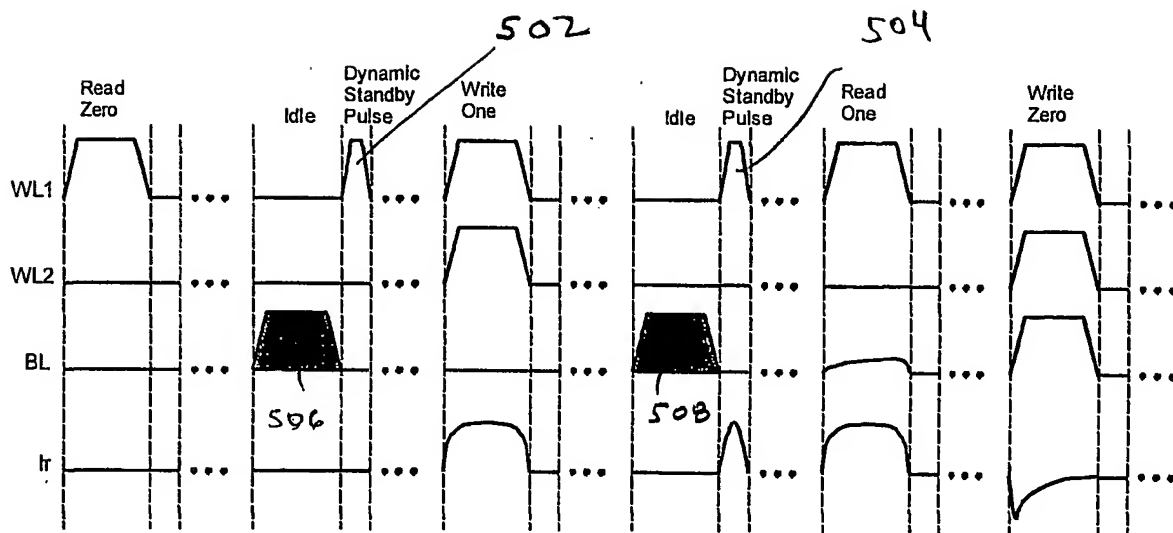 502
504
Read Zero
Idle
Dynamic Standby Pulse
Write One
Idle
Dynamic Standby Pulse
Read One
Write Zero
WL1
WL2
BL
506
508
Ir